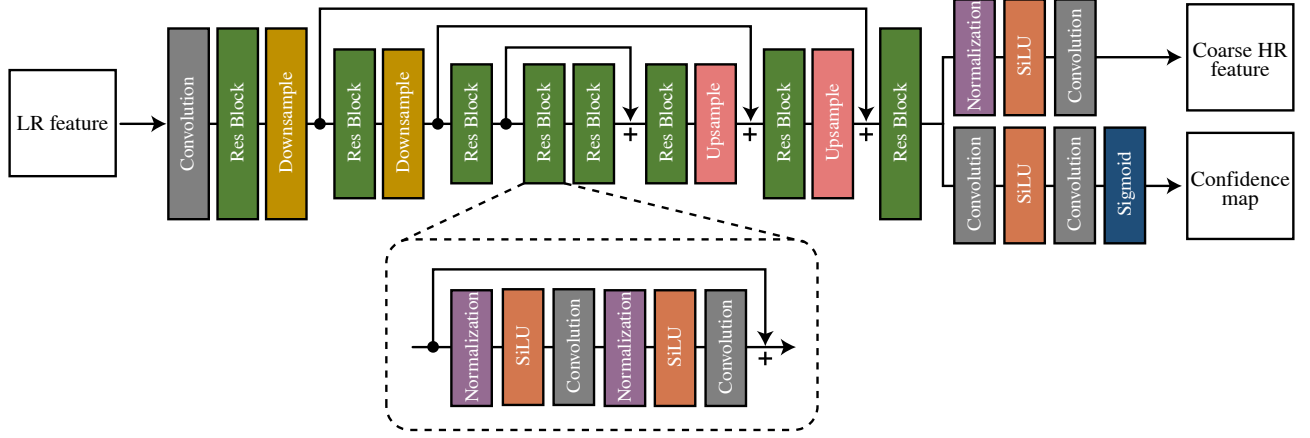 LR feature
Convolution
Res Block
Downsample
Res Block
Downsample
Res Block
Res Block
Res Block
+
Res Block
Upsample
+
Res Block
Upsample
+
Res Block
Normalization
SiLU
Convolution
Coarse HR
feature
Convolution
SiLU
Convolution
Sigmoid
Confidence
map
Normalization
SiLU
Convolution
Normalization
SiLU
Convolution
+